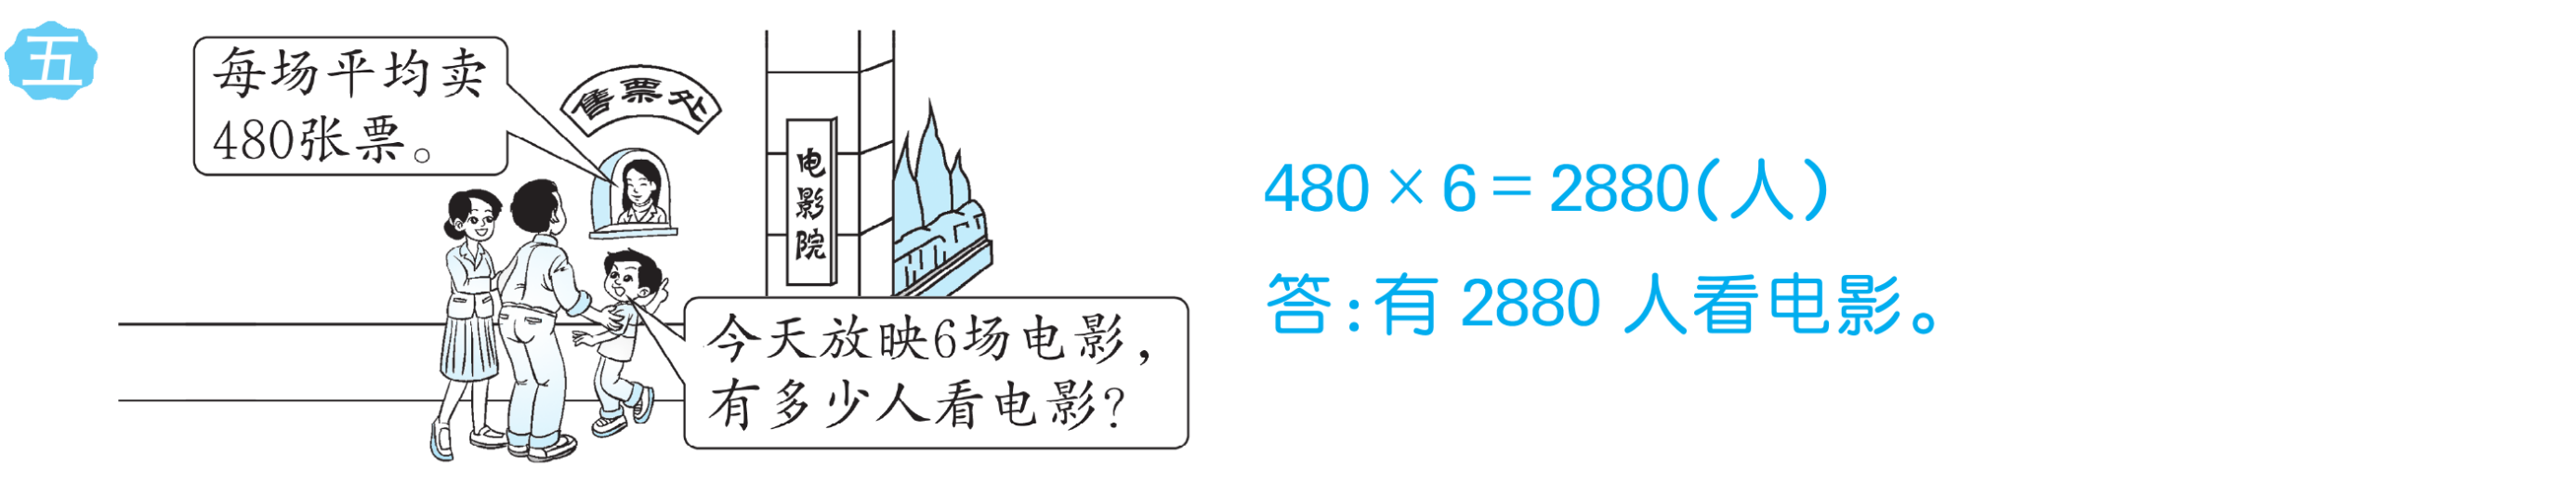 五
每场平均卖
480张票。
售票处
电影院
今天放映6场电影，
有多少人看电影？
480×6=2880(人)
答：有 2880 人看电影。